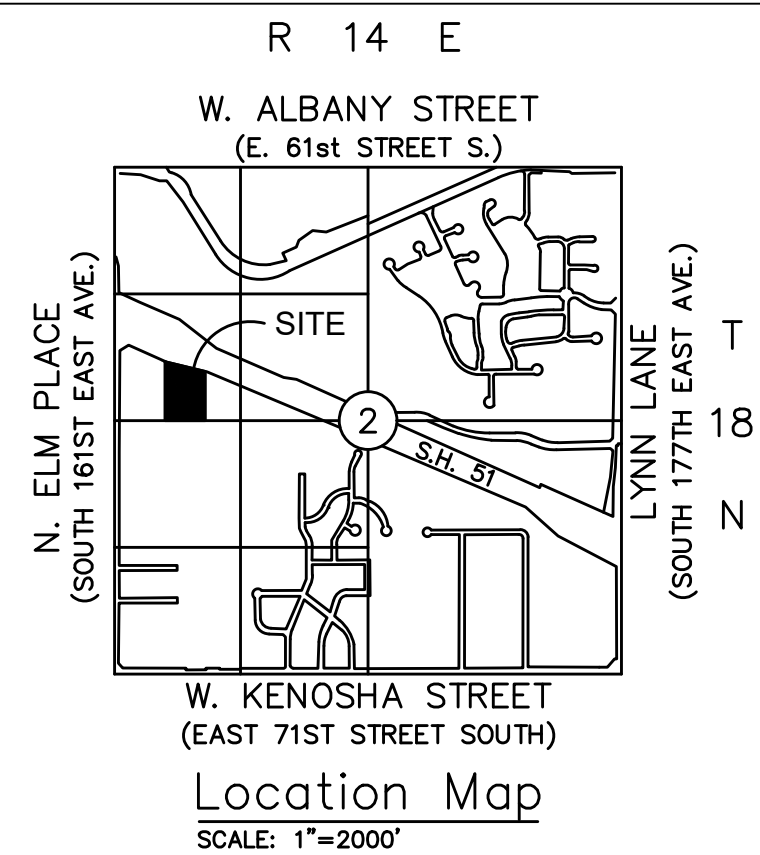 R 14 E
W. ALBANY STREET
(E. 61st STREET S.)
N. ELM PLACE
(SOUTH 161ST EAST AVE.)
SITE
2
S.H. 51
LYNN LANE
(SOUTH 177TH EAST AVE.)
T
18
N
W. KENOSHA STREET
(EAST 71ST STREET SOUTH)
Location Map
SCALE: 1"=2000'